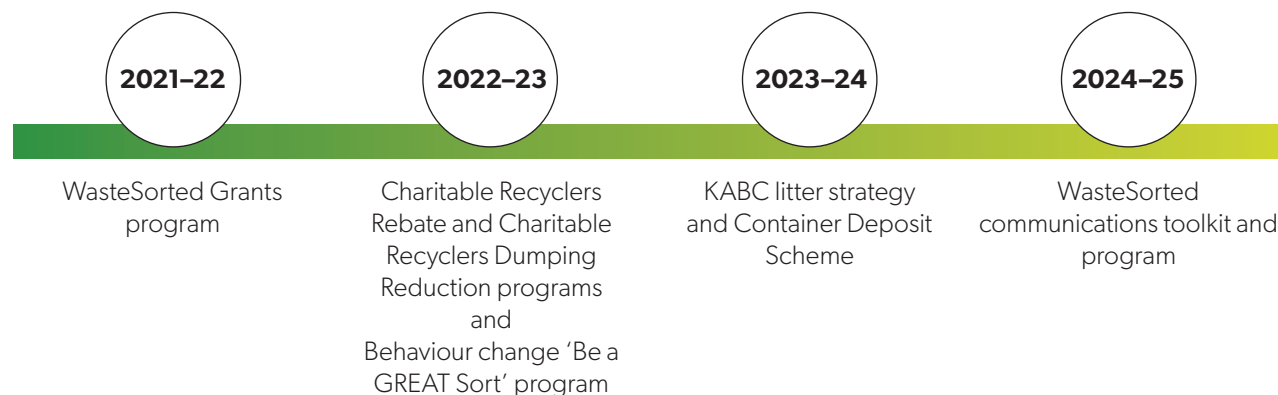 2021–22
2022–23
2023–24
2024–25
WasteSorted Grants
program
Charitable Recyclers
Rebate and Charitable
Recyclers Dumping
Reduction programs
and
Behaviour change ‘Be a
GREAT Sort’ program
KABC litter strategy
and Container Deposit
Scheme
WasteSorted
communications toolkit and
program